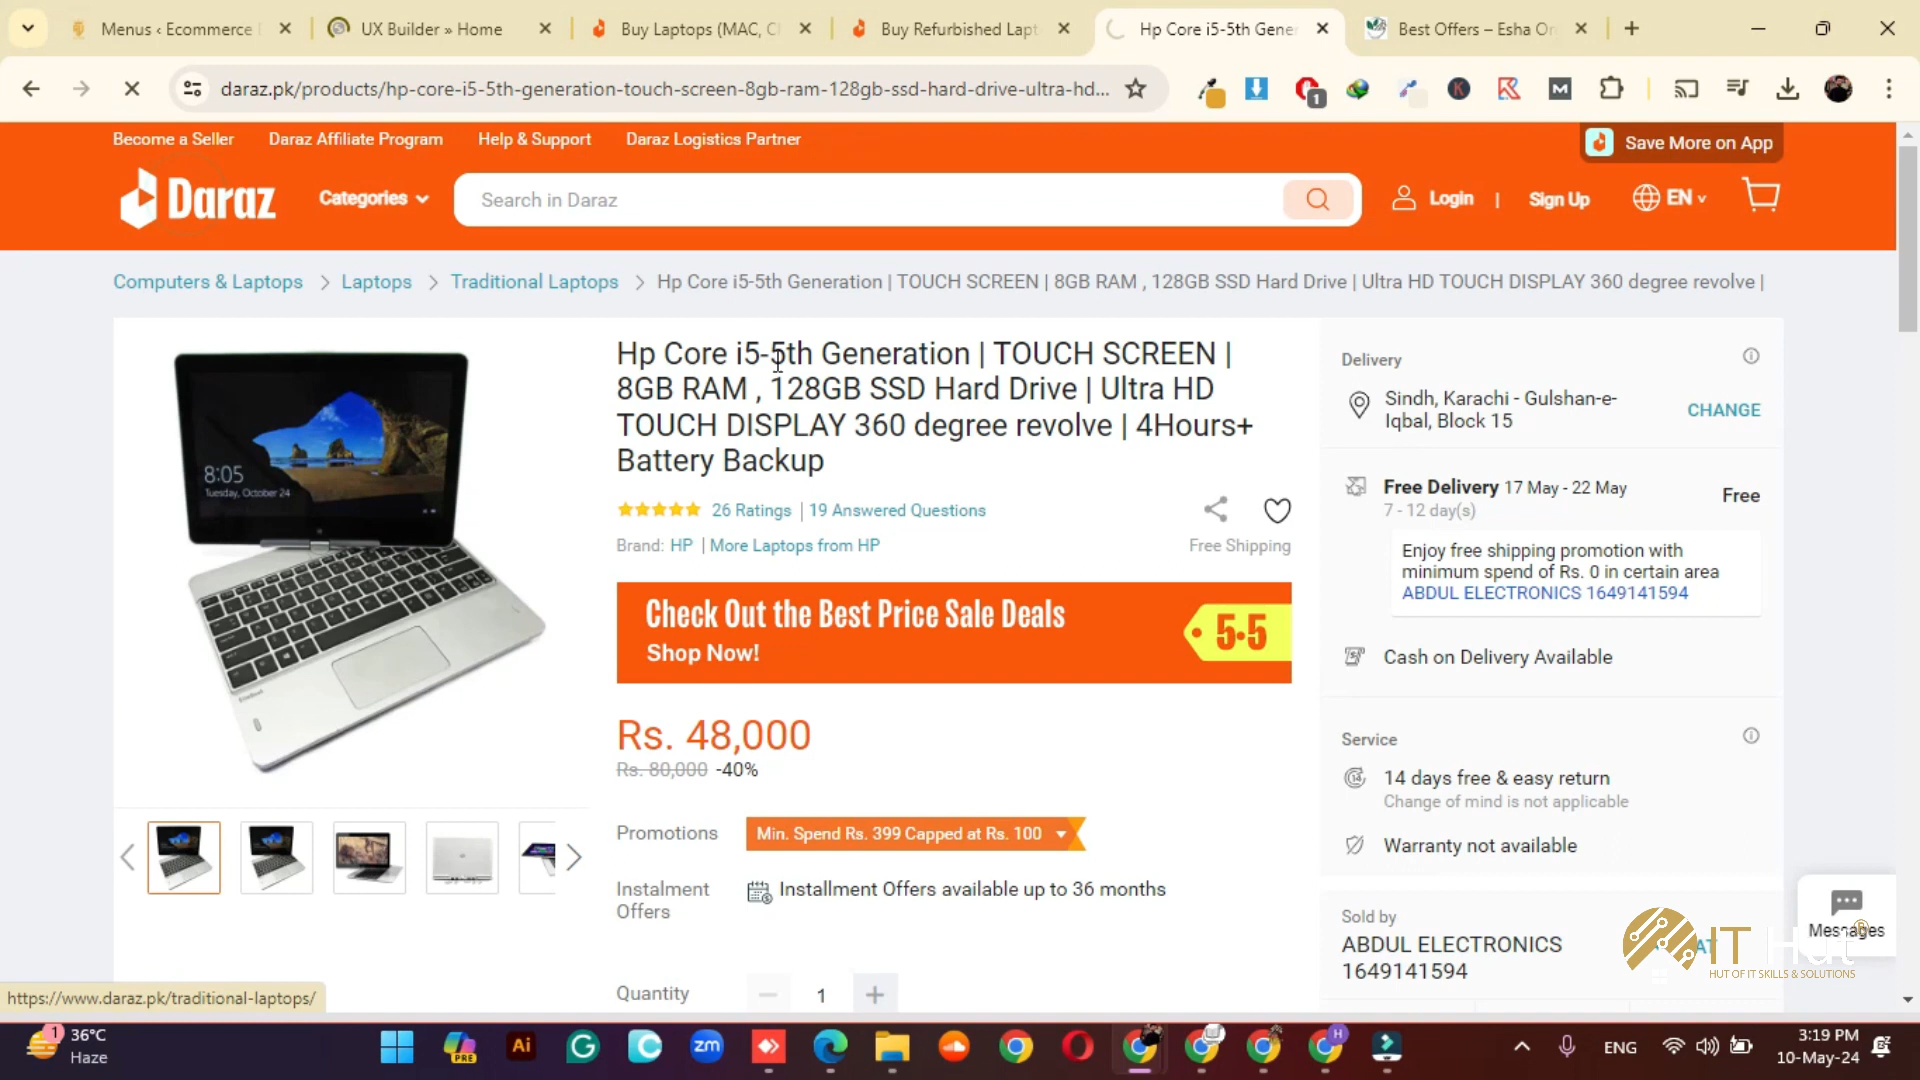 Menus ‹ Ecommerce
UX Builder » Home
Buy Laptops (MAC, C
Buy Refurbished Lapt
Hp Core i5-5th Gener
Best Offers – Esha On
daraz.pk/products/hp-core-i5-5th-generation-touch-screen-8gb-ram-128gb-ssd-hard-drive-ultra-hd...
1
Become a Seller
Daraz Affiliate Program
Help & Support
Daraz Logistics Partner
Save More on App
Daraz
Categories
Search in Daraz
Login
|
Sign Up
EN
Computers & Laptops
Laptops
Traditional Laptops
Hp Core i5-5th Generation | TOUCH SCREEN | 8GB RAM , 128GB SSD Hard Drive | Ultra HD TOUCH DISPLAY 360 degree revolve |
8:05
Tuesday, October 24
Hp Core i5-5th Generation | TOUCH SCREEN |
8GB RAM , 128GB SSD Hard Drive | Ultra HD
TOUCH DISPLAY 360 degree revolve | 4Hours+
Battery Backup
26 Ratings
19 Answered Questions
Brand: HP | More Laptops from HP
Free Shipping
Check Out the Best Price Sale Deals
Shop Now!
5.5
Rs. 48,000
Rs. 80,000 -40%
Promotions
Min. Spend Rs. 399 Capped at Rs. 100
Instalment
Offers
Installment Offers available up to 36 months
Quantity
1
Delivery
Sindh, Karachi - Gulshan-e-
Iqbal, Block 15
CHANGE
Free Delivery 17 May - 22 May
Free
7 - 12 day(s)
Enjoy free shipping promotion with
minimum spend of Rs. 0 in certain area
ABDUL ELECTRONICS 1649141594
Cash on Delivery Available
Service
14 days free & easy return
Change of mind is not applicable
Warranty not available
Sold by
ABDUL ELECTRONICS
1649141594
Messages
IT Hut
HUT OF IT SKILLS & SOLUTIONS
https://www.daraz.pk/traditional-laptops/
1
36°C
Haze
PRE
Ai
zm
H
ENG
3:19 PM
10-May-24